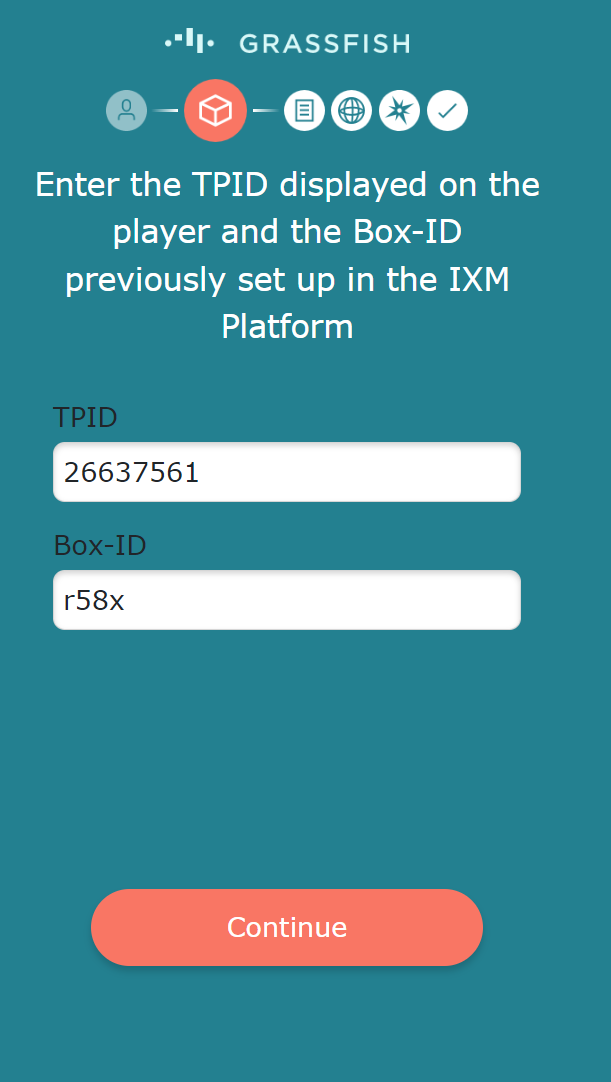 GRASSFISH
Enter the TPID displayed on the
player and the Box-ID
previously set up in the IXM
Platform
TPID
26637561
Box-ID
r58x
Continue